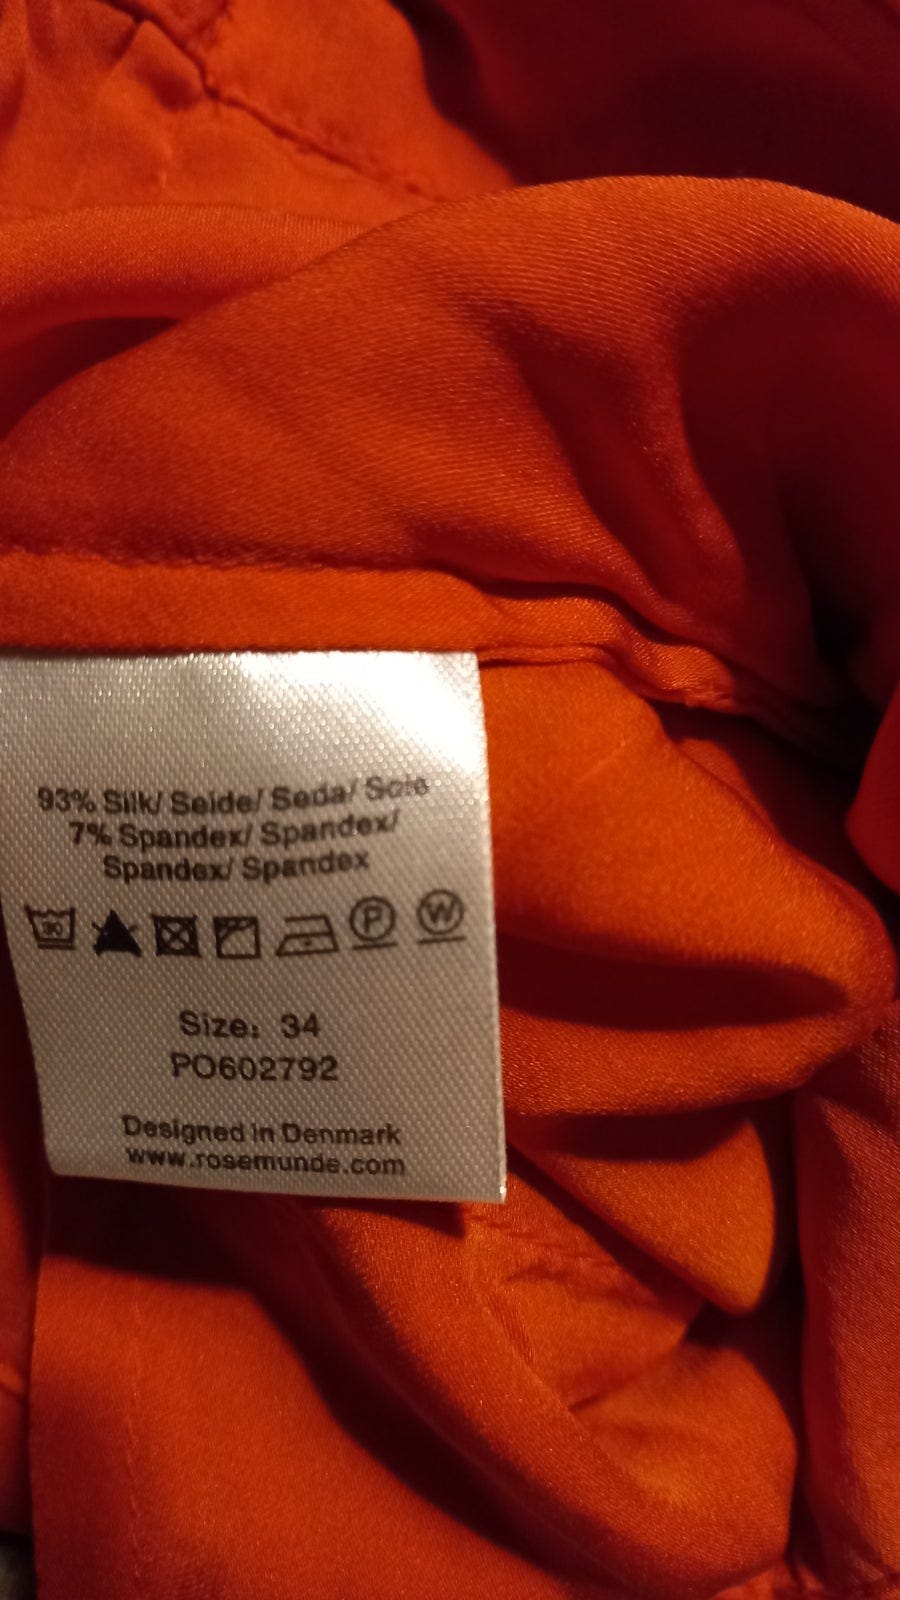 93% Silk/ Seide/ Seda/ Soie
7% Spandex/ Spandex/
Spandex/ Spandex
30 P W
Size: 34
PO602792
Designed in Denmark
www.rosemunde.com